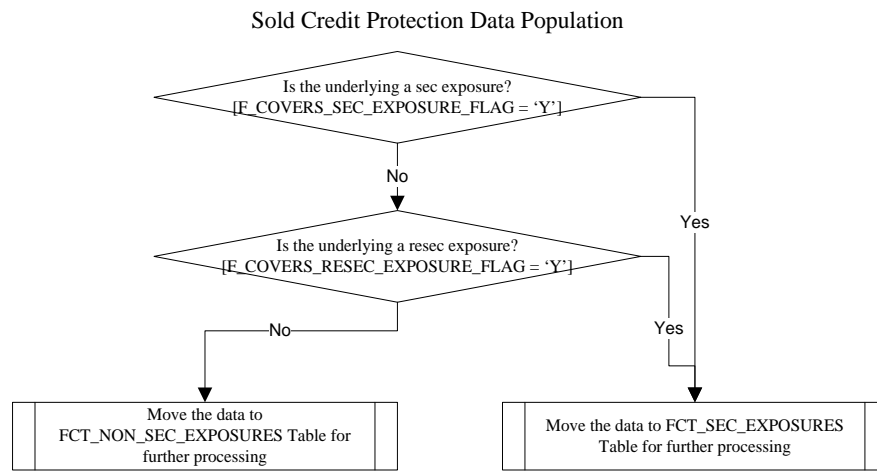 Sold Credit Protection Data Population
Is the underlying a sec exposure?
[F_COVERS_SEC_EXPOSURE_FLAG = ‘Y’]
No
Yes
Is the underlying a resec exposure?
[F_COVERS_RESEC_EXPOSURE_FLAG = ‘Y’]
No
Yes
Move the data to
FCT_NON_SEC_EXPOSURES Table for
further processing
Move the data to FCT_SEC_EXPOSURES
Table for further processing